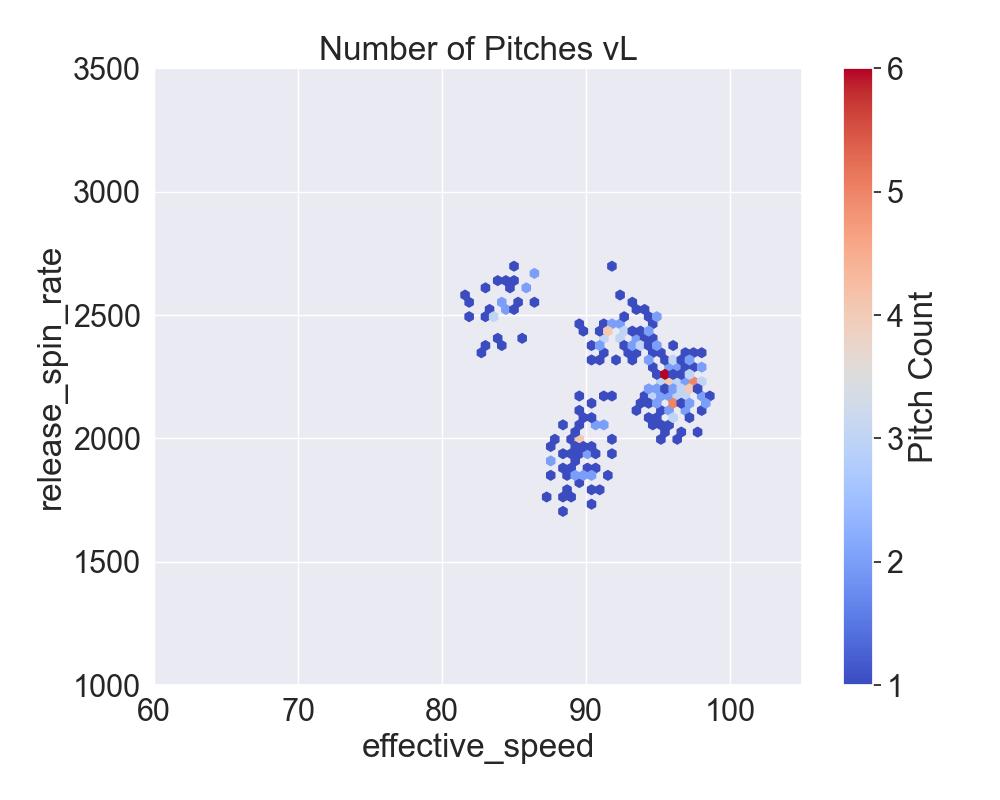 Number of Pitches vL
3500
3000
2500
2000
1500
1000
release_spin_rate
60 70 80 90 100
effective_speed
6
5
4
3
2
1
Pitch Count